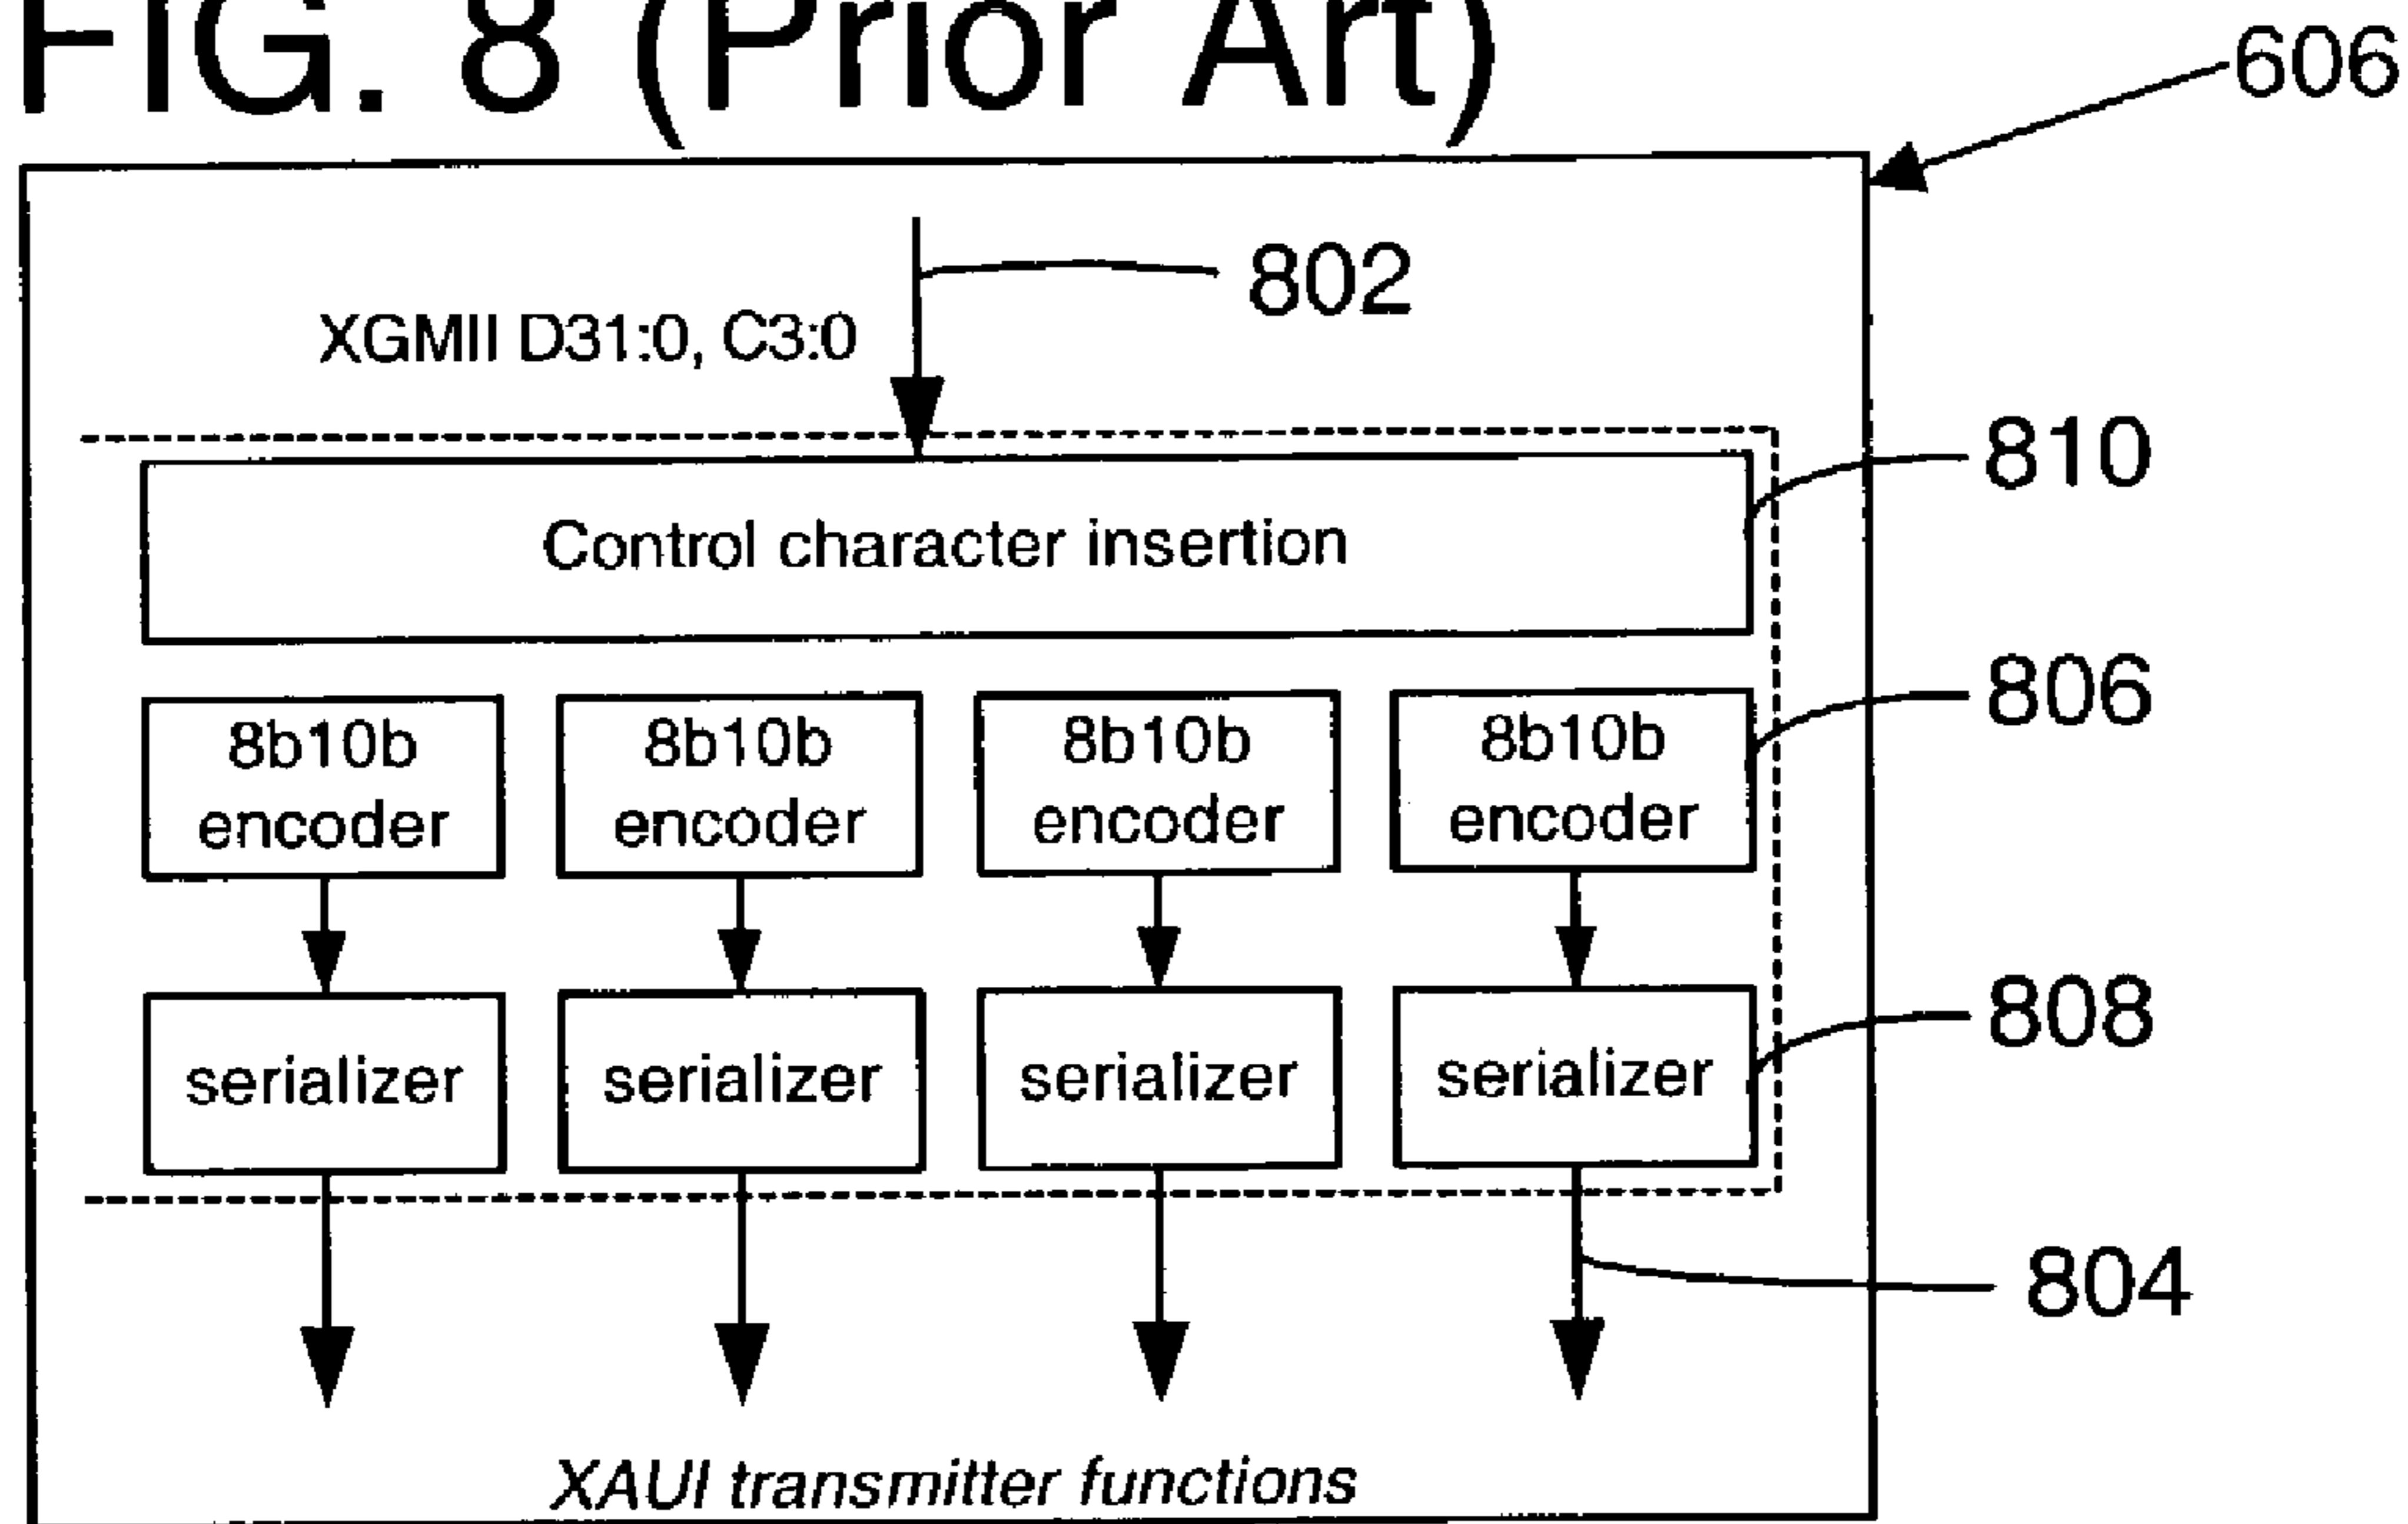 FIG. 8 (Prior Art)
606
802
XGMII D31:0, C3:0
810
Control character insertion
806
8b10b encoder
8b10b encoder
8b10b encoder
8b10b encoder
808
serializer
serializer
serializer
serializer
804
XAUI transmitter functions